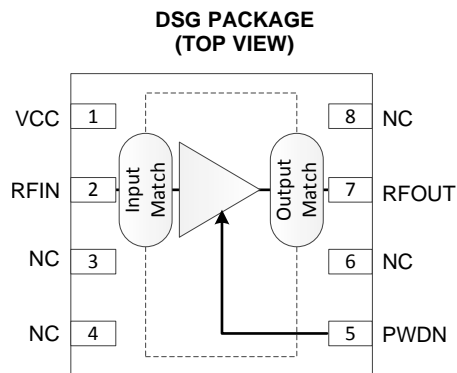 DSG PACKAGE
(TOP VIEW)
VCC 1
8 NC
RFIN 2
Input
Match
Output
Match
7 RFOUT
NC 3
6 NC
NC 4
5 PWDN